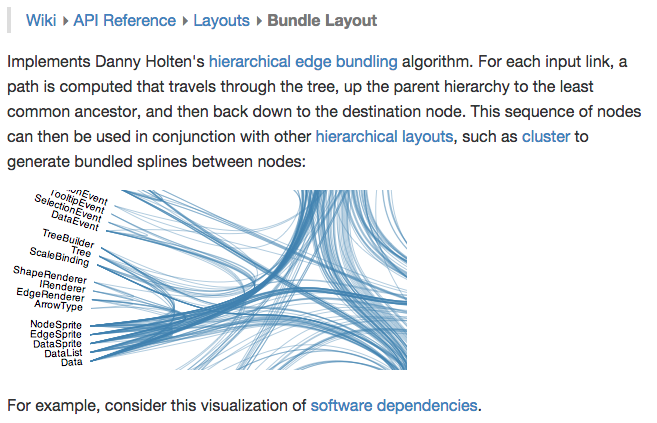 Wiki ▸ API Reference ▸ Layouts ▸ Bundle Layout
Implements Danny Holten's hierarchical edge bundling algorithm. For each input link, a
path is computed that travels through the tree, up the parent hierarchy to the least
common ancestor, and then back down to the destination node. This sequence of nodes
can then be used in conjunction with other hierarchical layouts, such as cluster to
generate bundled splines between nodes:
TooltipEvent
SelectionEvent
DataEvent
TreeBuilder
Tree
ScaleBinding
ShapeRenderer
IRenderer
EdgeRenderer
ArrowType
NodeSprite
EdgeSprite
DataSprite
DataList
Data
For example, consider this visualization of software dependencies.